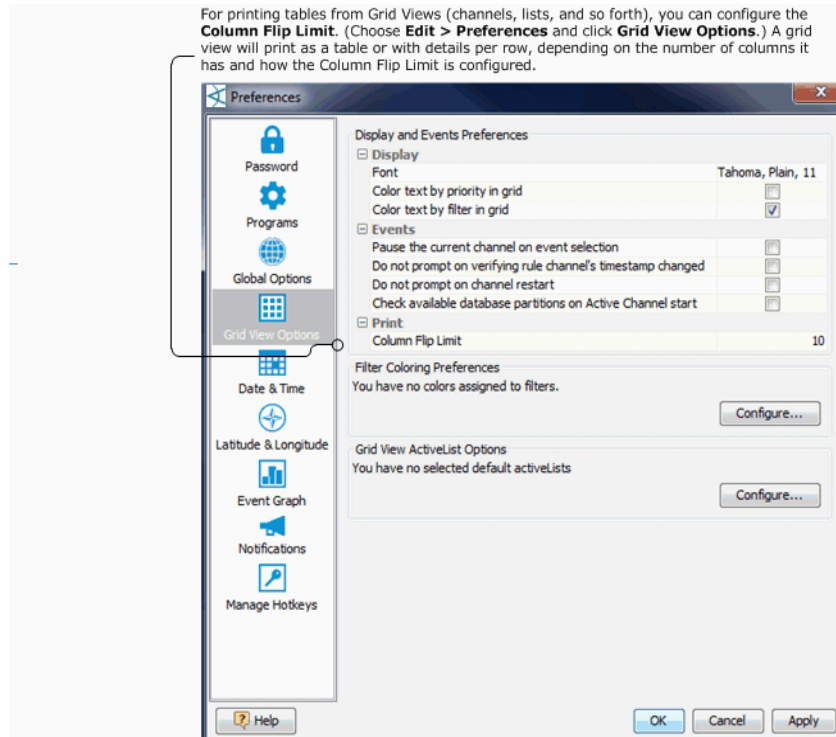 For printing tables from Grid Views (channels, lists, and so forth), you can configure the
Column Flip Limit. (Choose Edit > Preferences and click Grid View Options.) A grid
view will print as a table or with details per row, depending on the number of columns it
has and how the Column Flip Limit is configured.
Preferences
Password
Programs
Global Options
Grid View Options
Date & Time
Latitude & Longitude
Event Graph
Notifications
Manage Hotkeys
Display and Events Preferences
Display
Font Tahoma, Plain, 11
Color text by priority in grid
Color text by filter in grid
Events
Pause the current channel on event selection
Do not prompt on verifying rule channel's timestamp changed
Do not prompt on channel restart
Check available database partitions on Active Channel start
Print
Column Flip Limit 10
Filter Coloring Preferences
You have no colors assigned to filters.
Configure...
Grid View ActiveList Options
You have no selected default activeLists
Configure...
Help
OK Cancel Apply